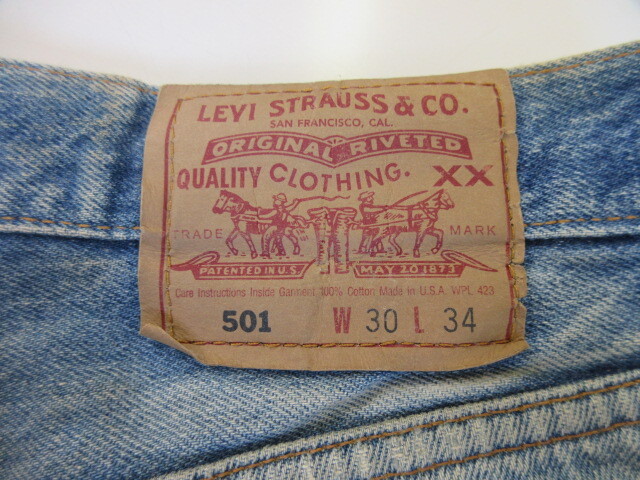 LEVI STRAUSS & CO.
SAN FRANCISCO, CAL.
ORIGINAL RIVETED
QUALITY CLOTHING. XX
TRADE MARK
PATENTED IN U.S. MAY 20 1873
Care Instructions Inside Garment 100% Cotton Made in U.S.A. WPL 423
501 W 30 L 34